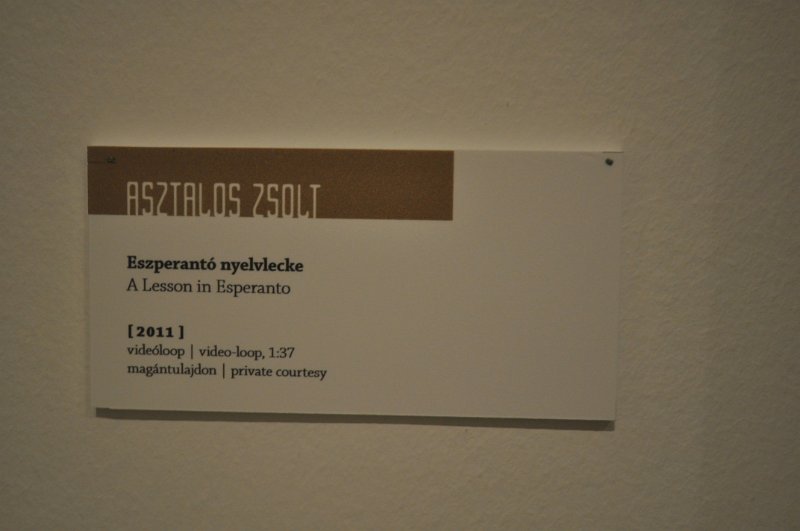 ASZTALOS ZSOLT
Eszperantó nyelvlecke
A Lesson in Esperanto
[2011]
videóloop | video-loop, 1:37
magántulajdon | private courtesy